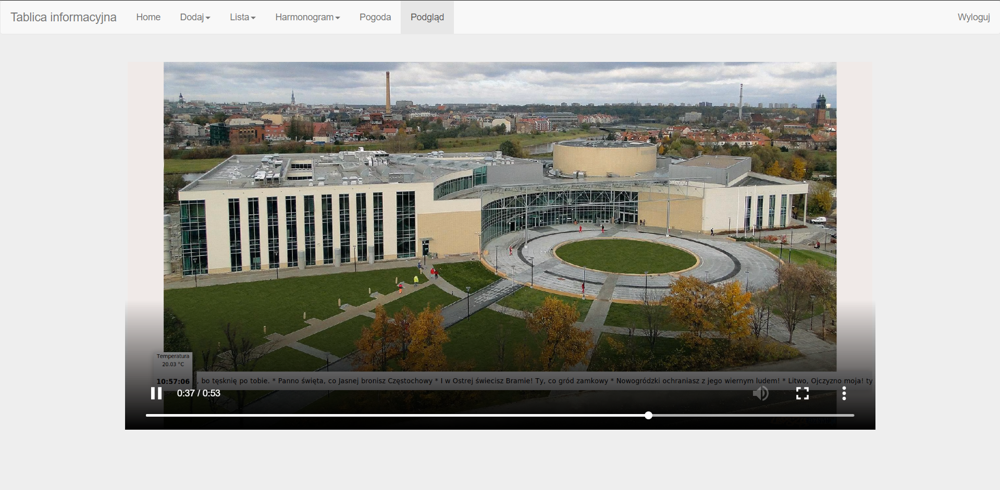 Tablica informacyjna Home Dodaj Lista Harmonogram Pogoda Podgląd Wyloguj
Temperatura
20.03 °C
10:57:06 , bo tęsknię po tobie. * Panno święta, co Jasnej bronisz Częstochowy * I w Ostrej świecisz Bramie! Ty, co gród zamkowy * Nowogródzki ochraniasz z jego wiernym ludem! * Litwo, Ojczyzno moja! ty
0:37 / 0:53